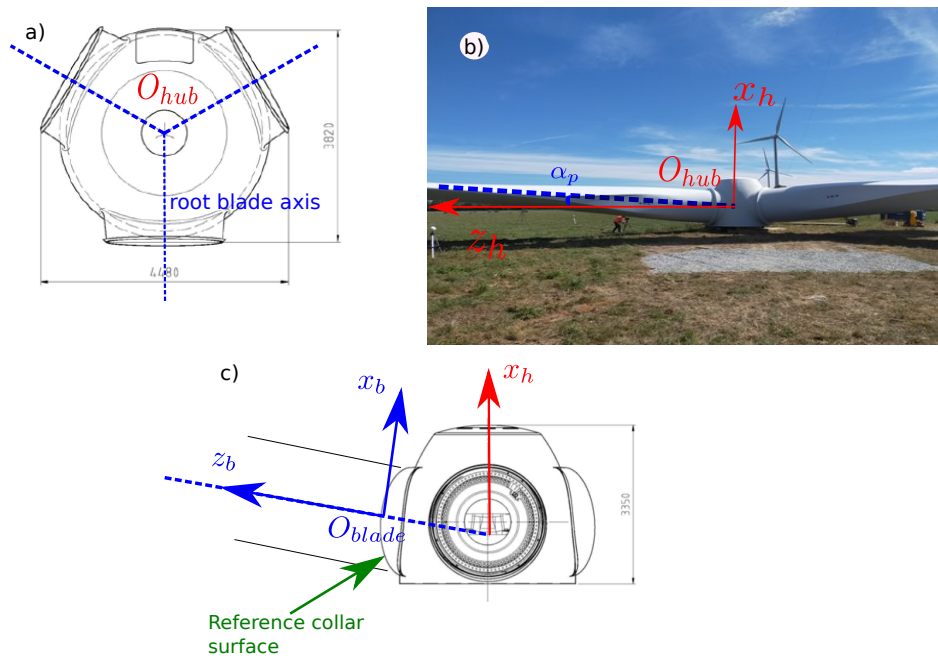 a)
O_hub
root blade axis
3820
4480
b)
x_h
α_p
O_hub
z_h
c)
x_b
x_h
z_b
O_blade
3350
Reference collar
surface